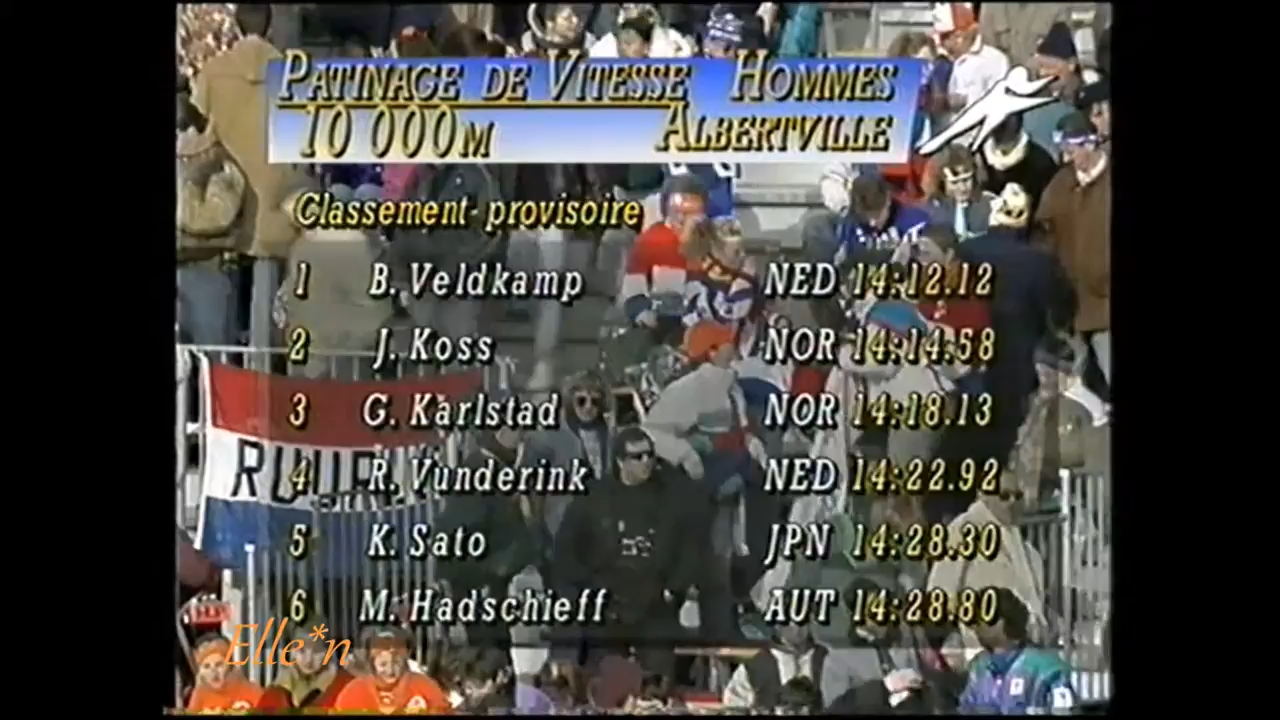 PATINAGE DE VITESSE HOMMES
10 000M ALBERTVILLE
Classement provisoire
1 B. Veldkamp NED 14:12.12
2 J. Koss NOR 14:14:58
3 G. Karlstad NOR 14:18.13
4 R. Vunderink NED 14:22.92
5 K. Sato JPN 14:28.30
6 M. Hadschieff AUT 14:28.80
Elle*n